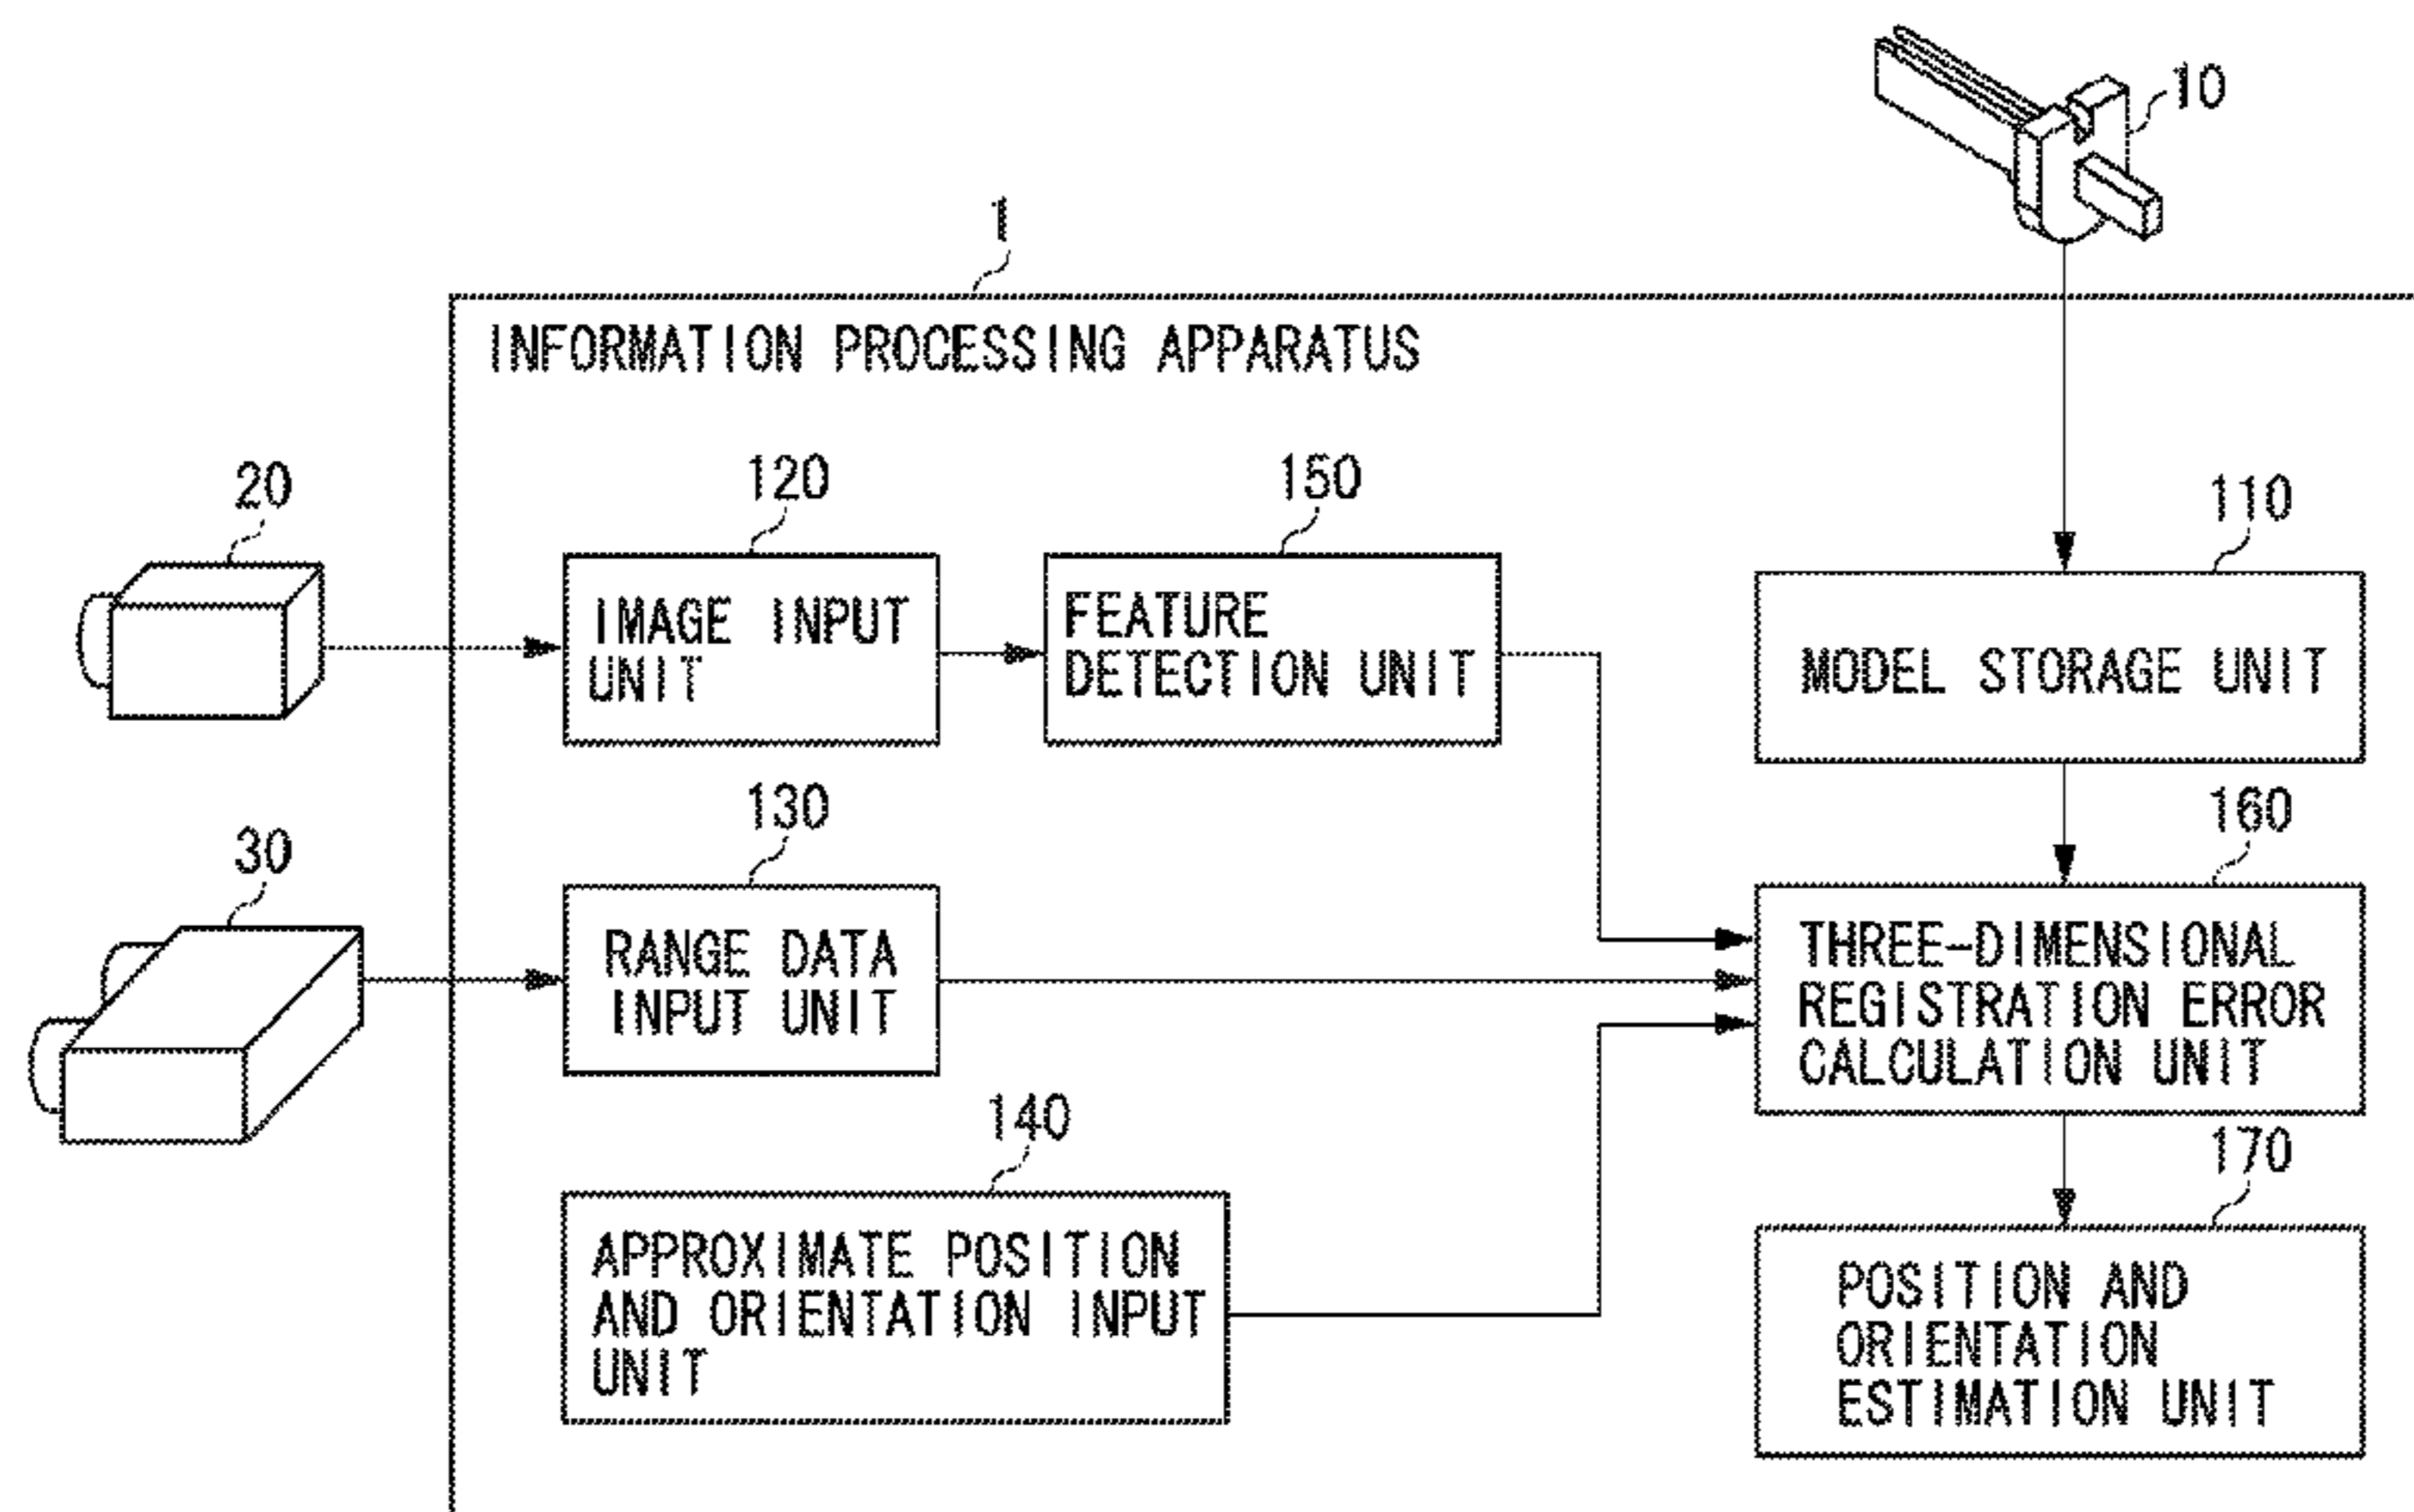 10
1
INFORMATION PROCESSING APPARATUS
20
120
150
110
IMAGE INPUT
UNIT
FEATURE
DETECTION UNIT
MODEL STORAGE UNIT
30
130
160
RANGE DATA
INPUT UNIT
THREE-DIMENSIONAL
REGISTRATION ERROR
CALCULATION UNIT
140
170
APPROXIMATE POSITION
AND ORIENTATION INPUT
UNIT
POSITION AND
ORIENTATION
ESTIMATION UNIT